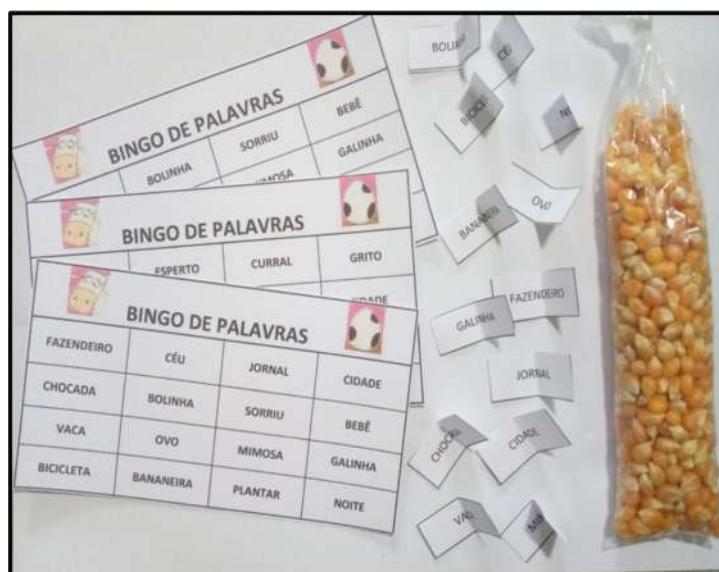 BINGO DE PALAVRAS
SORRIU BEBÊ
BOLINHA GALINHA
BINGO DE PALAVRAS
ESPERTO CURRAL GRITO
BINGO DE PALAVRAS
FAZENDEIRO CÉU JORNAL CIDADE
CHOCADA BOLINHA SORRIU BEBÊ
VACA OVO MIMOSA GALINHA
BICICLETA BANANEIRA PLANTAR NOITE
CÉU
OVO
FAZENDEIRO
GALINHA
JORNAL
CIDADE